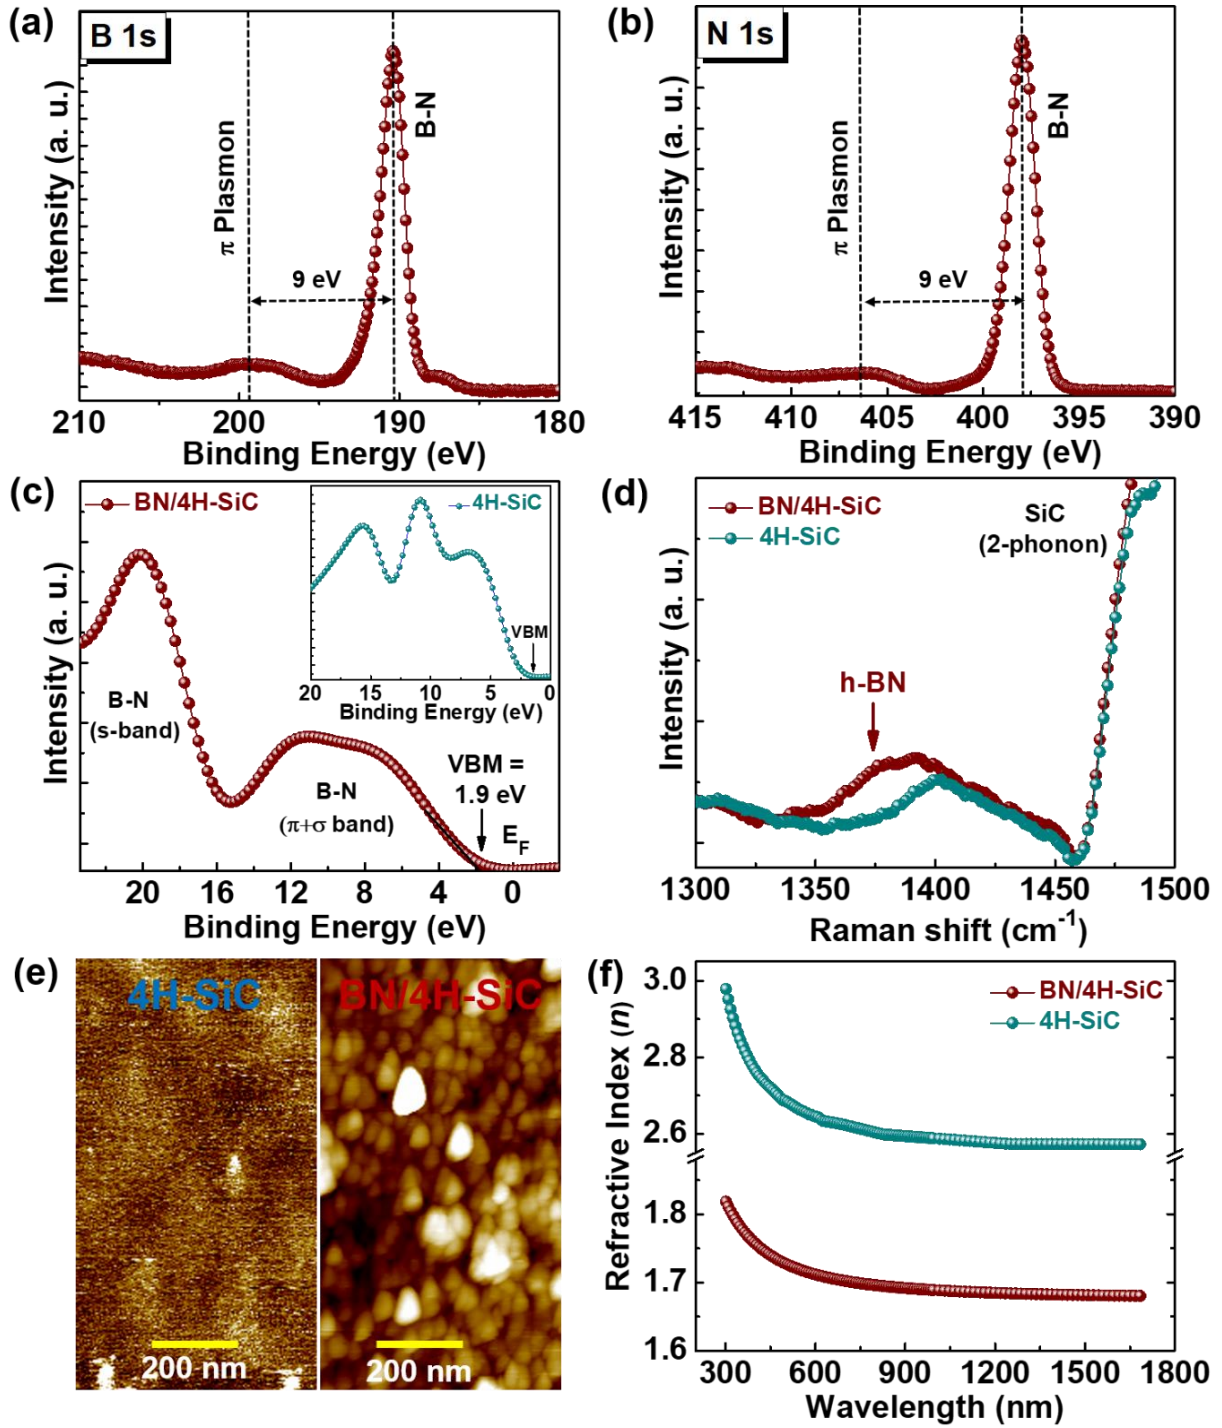 (a)
B 1s
Intensity (a. u.)
π Plasmon
B-N
9 eV
210 200 190 180
Binding Energy (eV)
(b)
N 1s
Intensity (a. u.)
π Plasmon
B-N
9 eV
415 410 405 400 395 390
Binding Energy (eV)
(c)
BN/4H-SiC
Intensity (a. u.)
B-N
(s-band)
B-N
(π+σ band)
VBM =
1.9 eV
E_F
20 16 12 8 4 0
Binding Energy (eV)
4H-SiC
VBM
20 15 10 5 0
Binding Energy (eV)
(d)
BN/4H-SiC
4H-SiC
SiC
(2-phonon)
h-BN
Intensity (a. u.)
1300 1350 1400 1450 1500
Raman shift (cm⁻¹)
(e)
4H-SiC
200 nm
BN/4H-SiC
200 nm
(f)
BN/4H-SiC
4H-SiC
Refractive Index (n)
3.0
2.8
2.6
1.8
1.7
1.6
300 600 900 1200 1500 1800
Wavelength (nm)